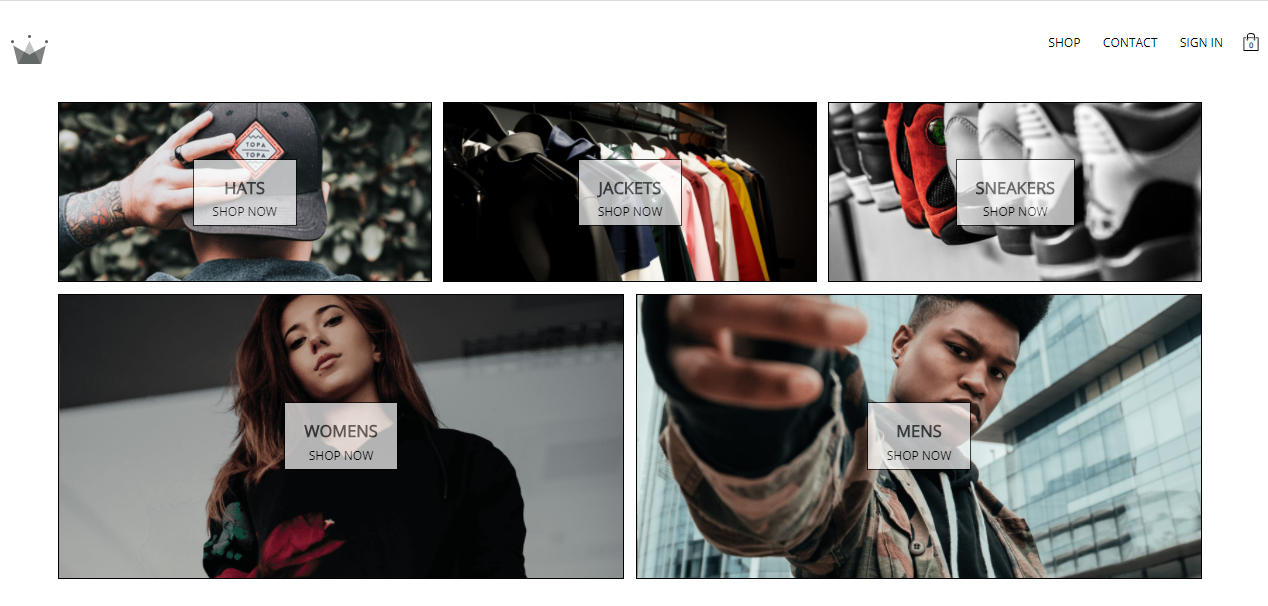 SHOP CONTACT SIGN IN 0
TOPA
TOPA
HATS
SHOP NOW
JACKETS
SHOP NOW
SNEAKERS
SHOP NOW
WOMENS
SHOP NOW
MENS
SHOP NOW